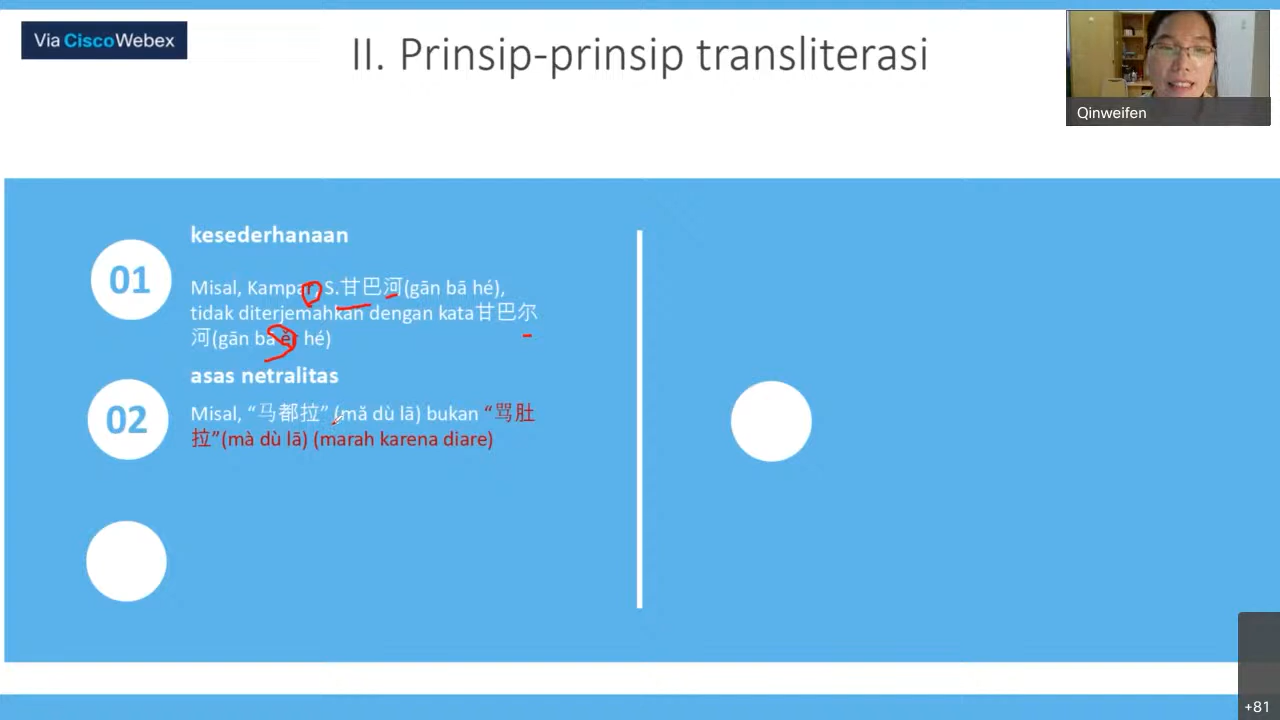 Via Cisco Webex
II. Prinsip-prinsip transliterasi
Qinweifen
kesederhanaan
01
Misal, Kampar, S.甘巴河(gān bā hé),
tidak diterjemahkan dengan kata甘巴尔
河(gān bā ěr hé)
asas netralitas
02
Misal, “马都拉” (mǎ dù lā) bukan “骂肚
拉”(mà dù lā) (marah karena diare)
+81